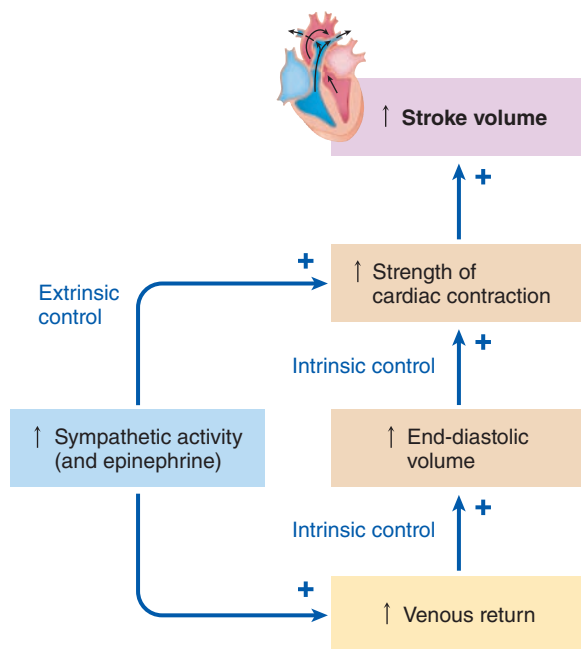 ↑ Stroke volume
+
+
↑ Strength of
cardiac contraction
Extrinsic
control
+
Intrinsic control
↑ Sympathetic activity
(and epinephrine)
↑ End-diastolic
volume
+
Intrinsic control
+
↑ Venous return